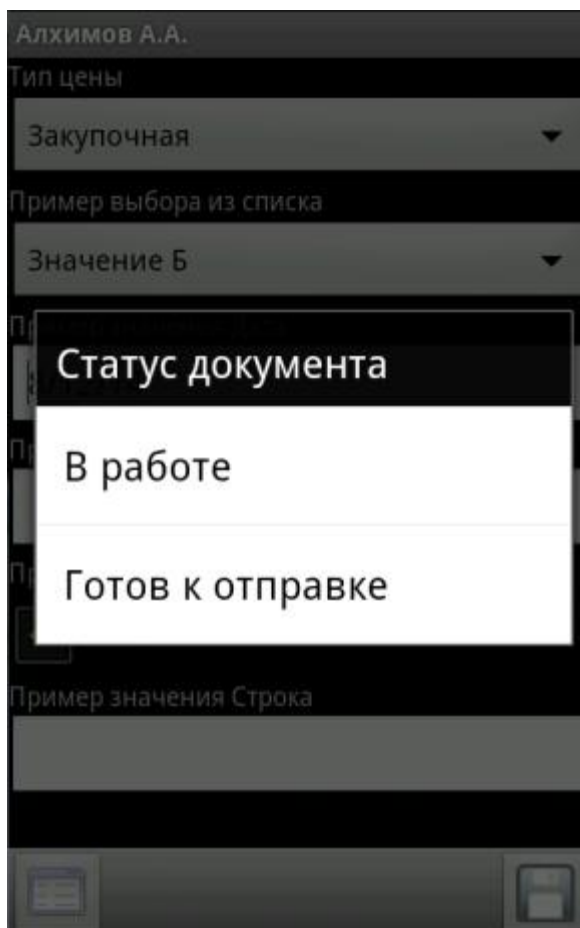 Алхимов А.А.
Тип цены
Закупочная
Пример выбора из списка
Значение Б
Статус документа
В работе
Готов к отправке
Пример значения Строка